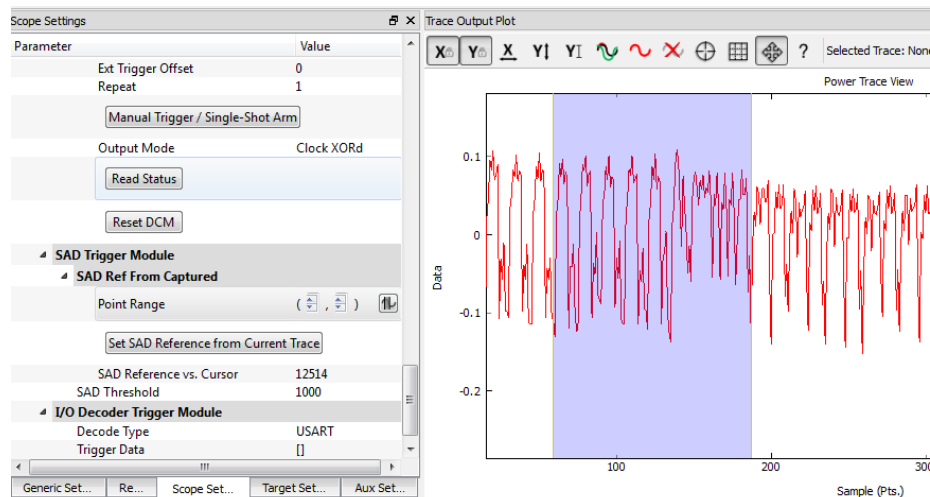 Scope Settings
Parameter Value
Ext Trigger Offset 0
Repeat 1
Manual Trigger / Single-Shot Arm
Output Mode Clock XORd
Read Status
Reset DCM
SAD Trigger Module
SAD Ref From Captured
Point Range ( , )
Set SAD Reference from Current Trace
SAD Reference vs. Cursor 12514
SAD Threshold 1000
I/O Decoder Trigger Module
Decode Type USART
Trigger Data []
Generic Set... Re... Scope Set... Target Set... Aux Set...
Trace Output Plot
X Y X Y Y ? Selected Trace: None
Power Trace View
0.1
0
-0.1
-0.2
Data
100 200 300
Sample (Pts.)